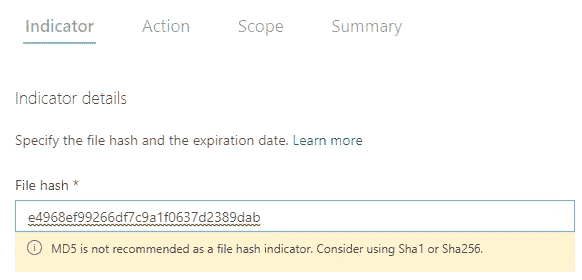 Indicator Action Scope Summary
Indicator details
Specify the file hash and the expiration date. Learn more
File hash *
e4968ef99266df7c9a1f0637d2389dab
MD5 is not recommended as a file hash indicator. Consider using Sha1 or Sha256.